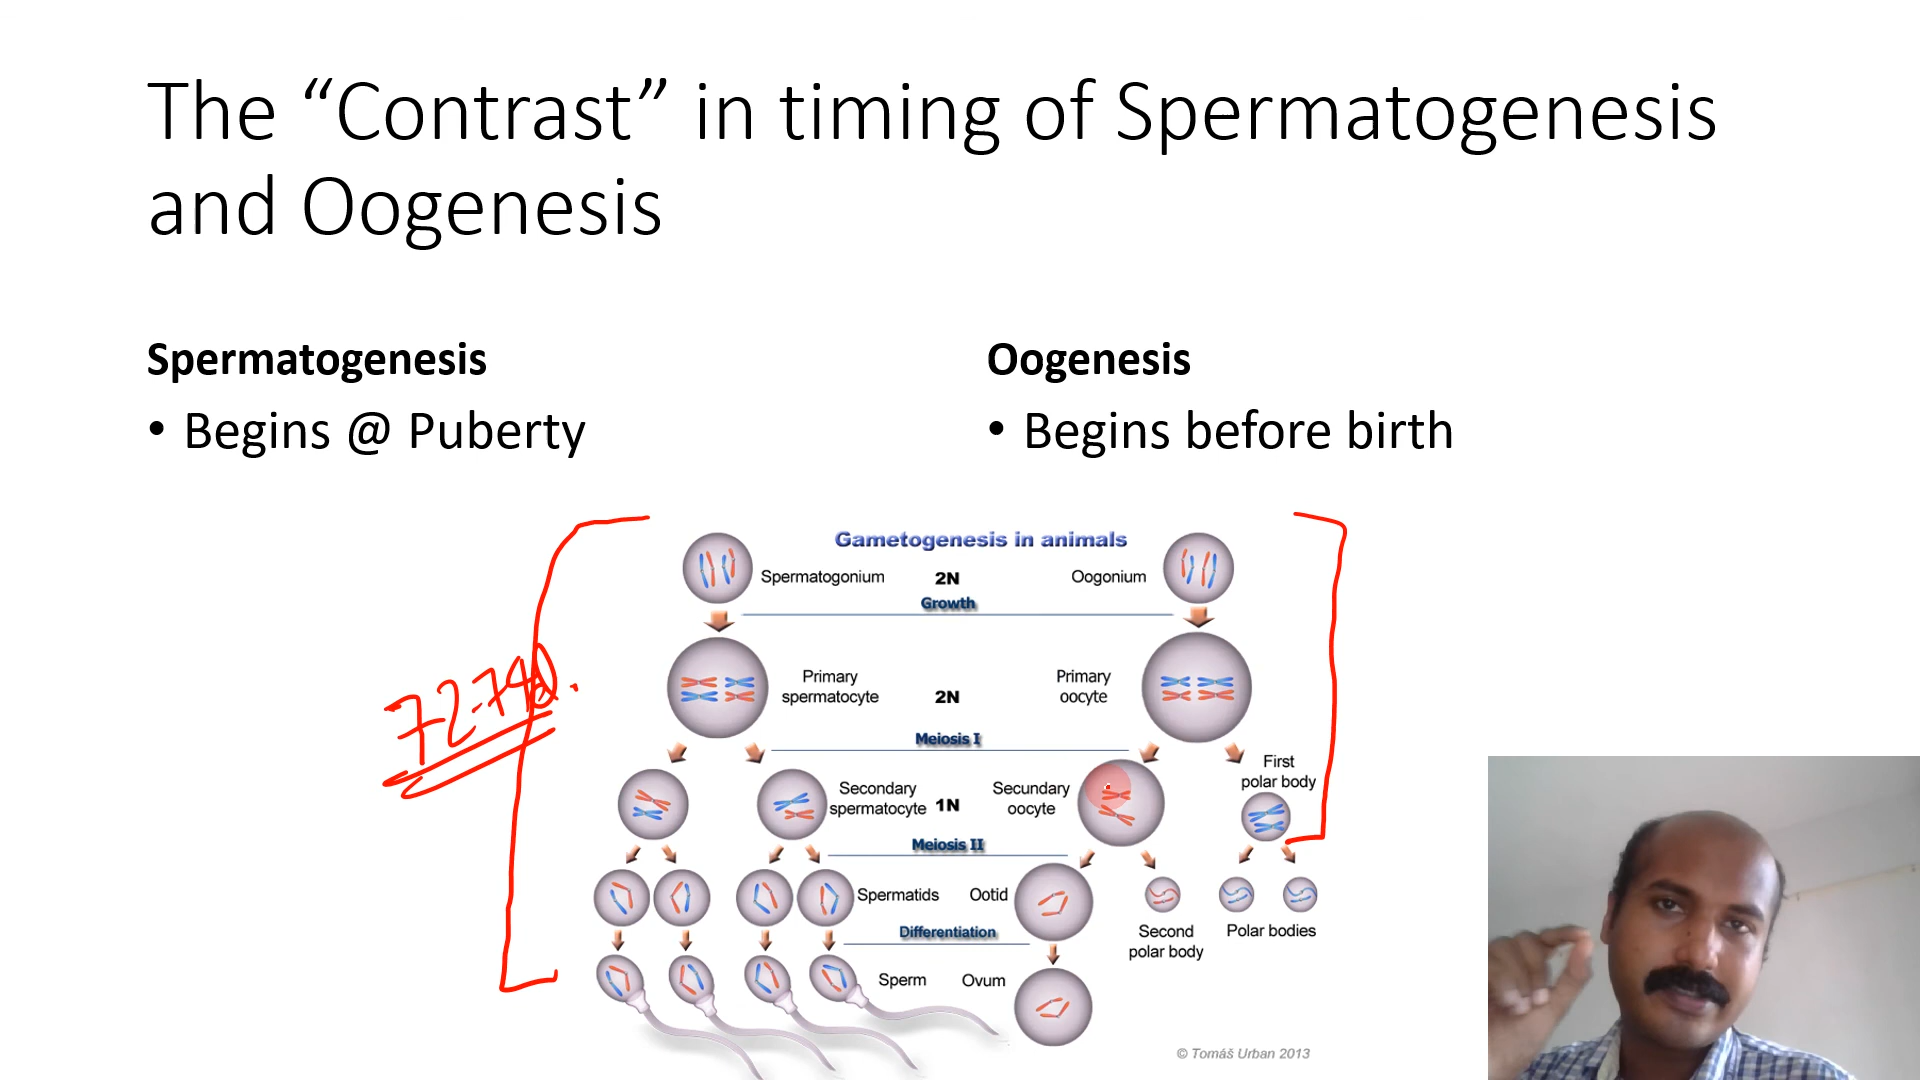 The “Contrast” in timing of Spermatogenesis
and Oogenesis
Spermatogenesis
• Begins @ Puberty
Oogenesis
• Begins before birth
Gametogenesis in animals
Spermatogonium 2N Oogonium
Growth
Primary
spermatocyte
2N
Primary
oocyte
Meiosis I
Secondary
spermatocyte
1N
Secundary
oocyte
First
polar body
Meiosis II
Spermatids Ootid
Second
polar body
Polar bodies
Differentiation
Sperm Ovum
72-74d.
© Tomáš Urban 2013